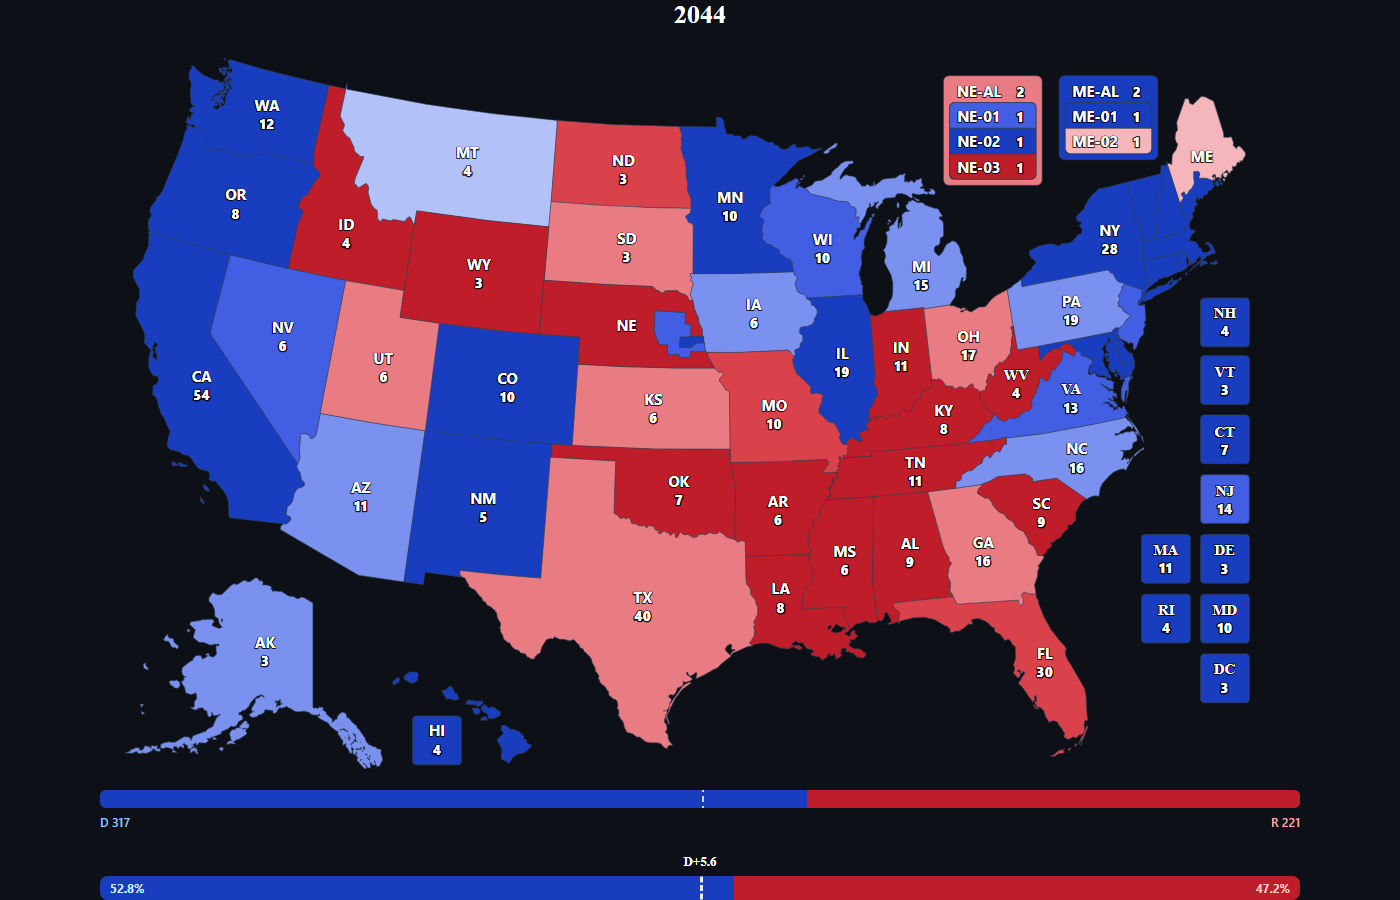 2044
WA
12
OR
8
CA
54
NV
6
ID
4
MT
4
WY
3
UT
6
AZ
11
CO
10
NM
5
ND
3
SD
3
NE
KS
6
OK
7
TX
40
MN
10
IA
6
MO
10
AR
6
LA
8
WI
10
IL
19
MI
15
IN
11
OH
17
KY
8
TN
11
MS
6
AL
9
GA
16
FL
30
SC
9
NC
16
VA
13
WV
4
PA
19
NY
28
ME
AK
3
HI
4
NE-AL 2
NE-01 1
NE-02 1
NE-03 1
ME-AL 2
ME-01 1
ME-02 1
NH
4
VT
3
CT
7
NJ
14
MA
11
DE
3
RI
4
MD
10
DC
3
D 317
R 221
D+5.6
52.8%
47.2%